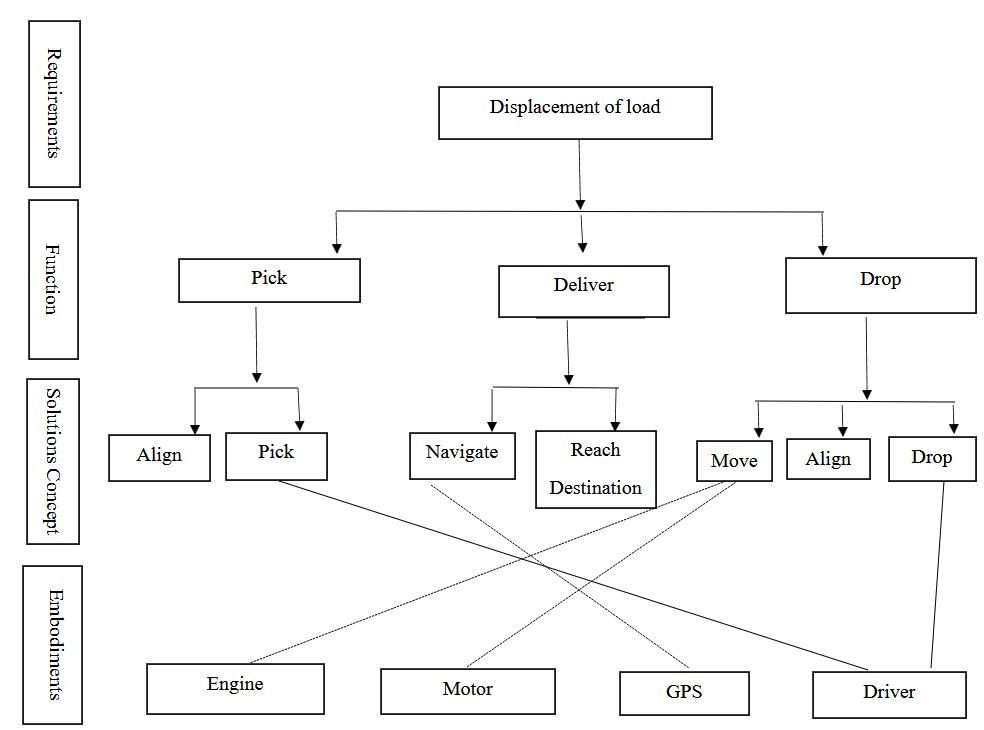 Requirements
Displacement of load
Function
Pick
Deliver
Drop
Solutions Concept
Align
Pick
Navigate
Reach
Destination
Move
Align
Drop
Embodiments
Engine
Motor
GPS
Driver